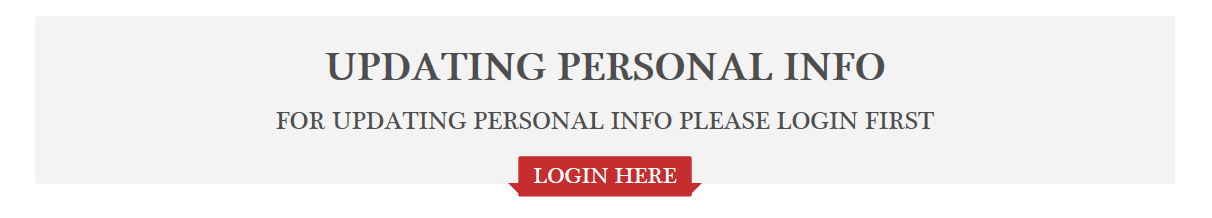 UPDATING PERSONAL INFO
FOR UPDATING PERSONAL INFO PLEASE LOGIN FIRST
LOGIN HERE